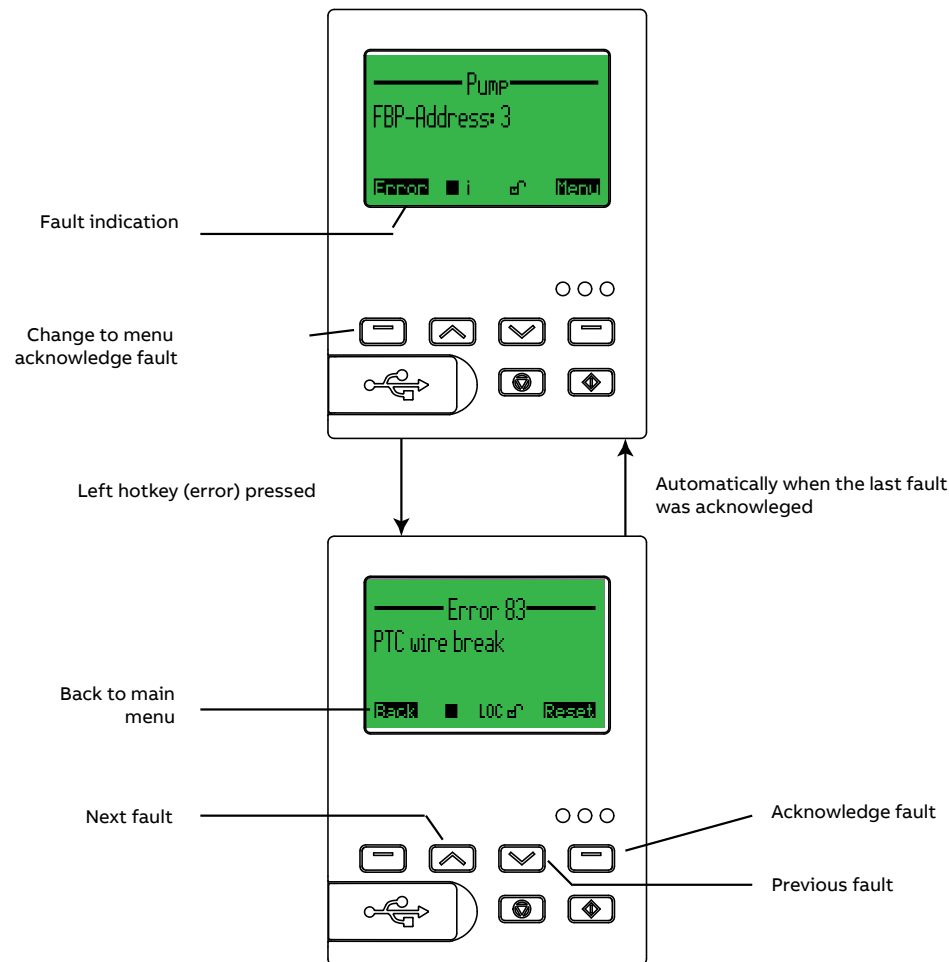 Pump
FBP-Address: 3
Error i Menu
Fault indication
Change to menu
acknowledge fault
Left hotkey (error) pressed
Automatically when the last fault
was acknowleged
Error 83
PTC wire break
Back LOC Reset
Back to main
menu
Next fault
Acknowledge fault
Previous fault